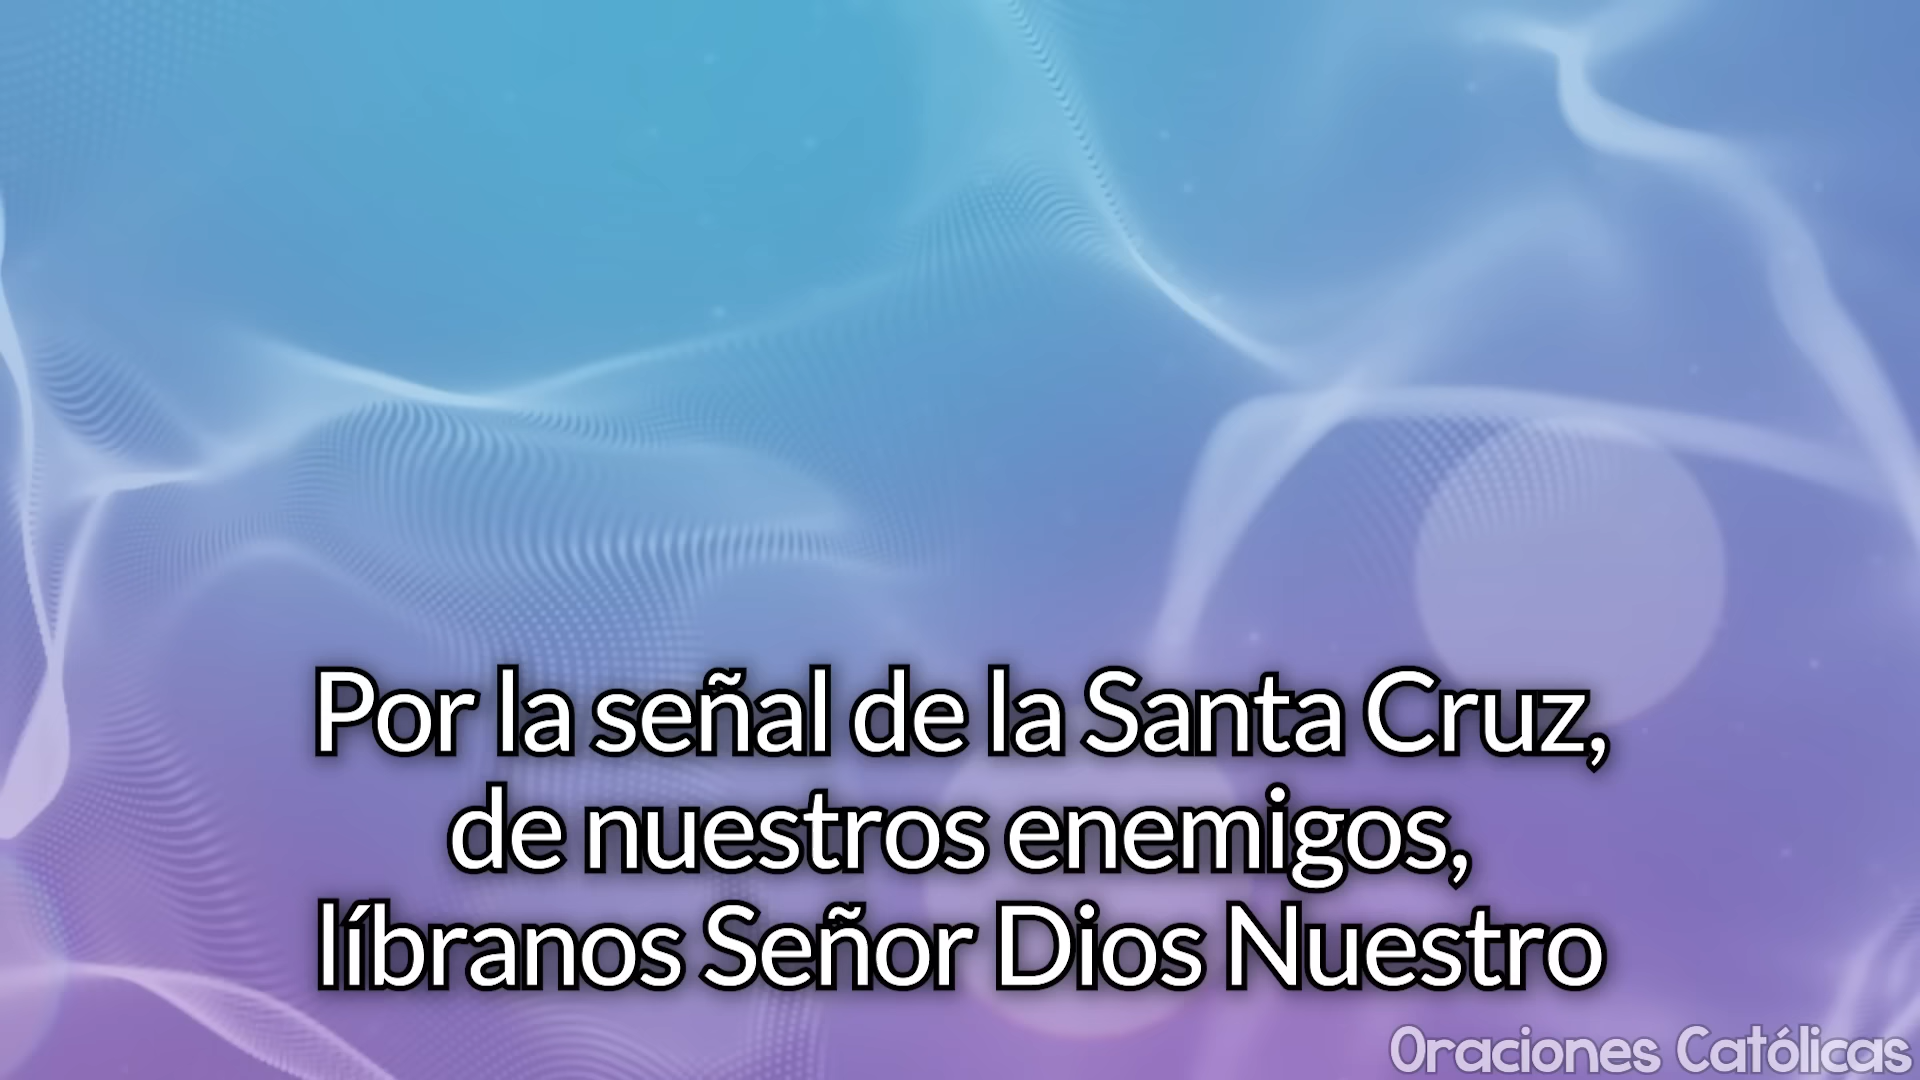 Por la señal de la Santa Cruz,
de nuestros enemigos,
líbranos Señor Dios Nuestro
Oraciones Católicas